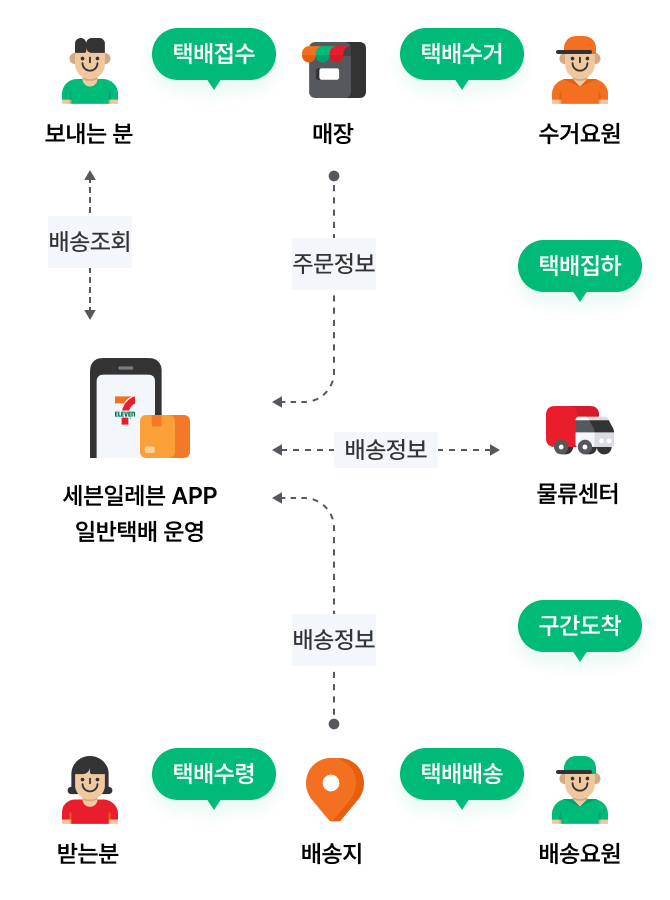 택배접수
택배수거
보내는 분
매장
수거요원
배송조회
주문정보
택배집하
7
ELEVEN
배송정보
세븐일레븐 APP
일반택배 운영
물류센터
구간도착
배송정보
택배수령
택배배송
받는분
배송지
배송요원